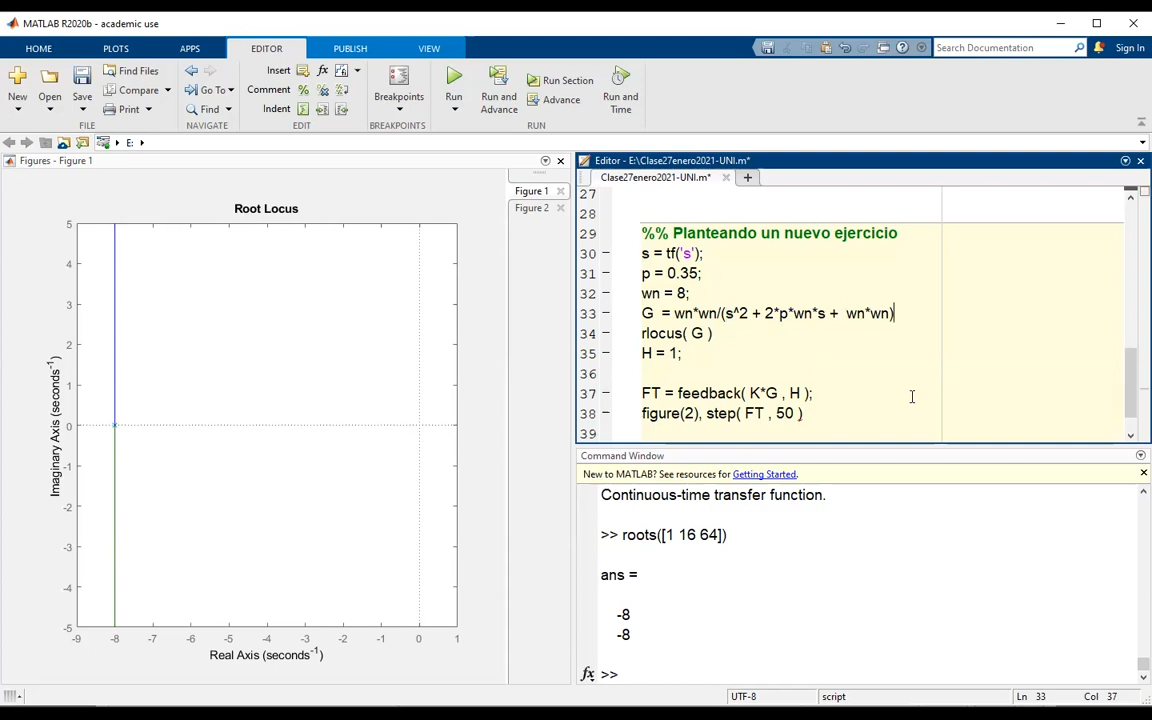 MATLAB R2020b - academic use
HOME PLOTS APPS EDITOR PUBLISH VIEW
Search Documentation
Sign In
New Open Save
Find Files
Compare
Print
FILE
Go To
Find
NAVIGATE
Insert
Comment
Indent
EDIT
Breakpoints
BREAKPOINTS
Run
Run and Advance
Run Section
Advance
Run and Time
RUN
E:
Figures - Figure 1
Figure 1
Figure 2
Root Locus
5
4
3
2
1
0
-1
-2
-3
-4
-5
-9 -8 -7 -6 -5 -4 -3 -2 -1 0 1
Real Axis (seconds-1)
Imaginary Axis (seconds-1)
Editor - E:\Clase27enero2021-UNI.m*
Clase27enero2021-UNI.m*
27
28
29 %% Planteando un nuevo ejercicio
30 s = tf('s');
31 p = 0.35;
32 wn = 8;
33 G  = wn*wn/(s^2 + 2*p*wn*s +  wn*wn)
34 rlocus( G )
35 H = 1;
36
37 FT = feedback( K*G , H );
38 figure(2), step( FT , 50 )
39
Command Window
New to MATLAB? See resources for Getting Started.
Continuous-time transfer function.
>> roots([1 16 64])
ans =
-8
-8
fx >>
UTF-8 script Ln 33 Col 37